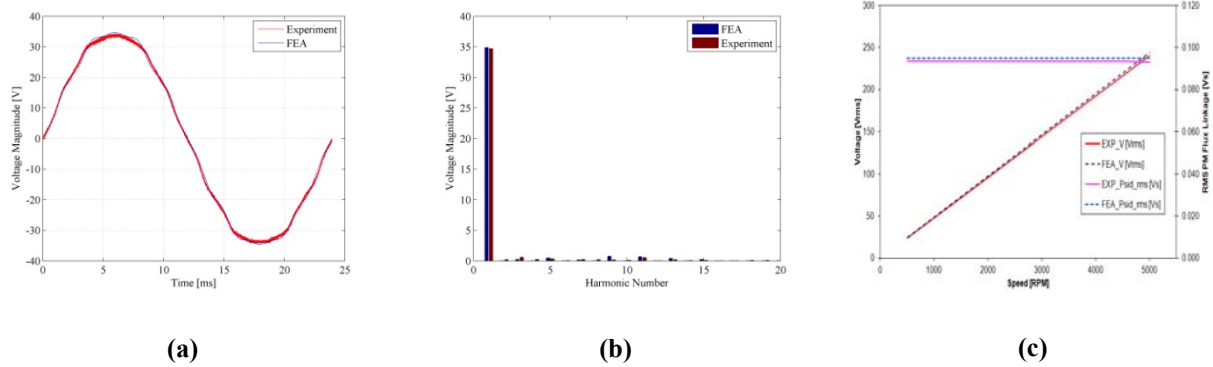 Experiment
FEA
40
30
20
10
0
-10
-20
-30
-40
0
5
10
15
20
25
Voltage Magnitude [V]
Time [ms]
FEA
Experiment
40
35
30
25
20
15
10
5
0
0
5
10
15
20
Voltage Magnitude [V]
Harmonic Number
300
250
200
150
100
50
0
0.120
0.100
0.080
0.060
0.040
0.020
0.000
EXP_V [Vrms]
FEA_V [Vrms]
EXP_Psid_rms [Vs]
FEA_Psid_rms [Vs]
0
1000
2000
3000
4000
5000
Voltage [Vrms]
RMS PM Flux Linkage [Vs]
Speed [RPM]
(a)
(b)
(c)